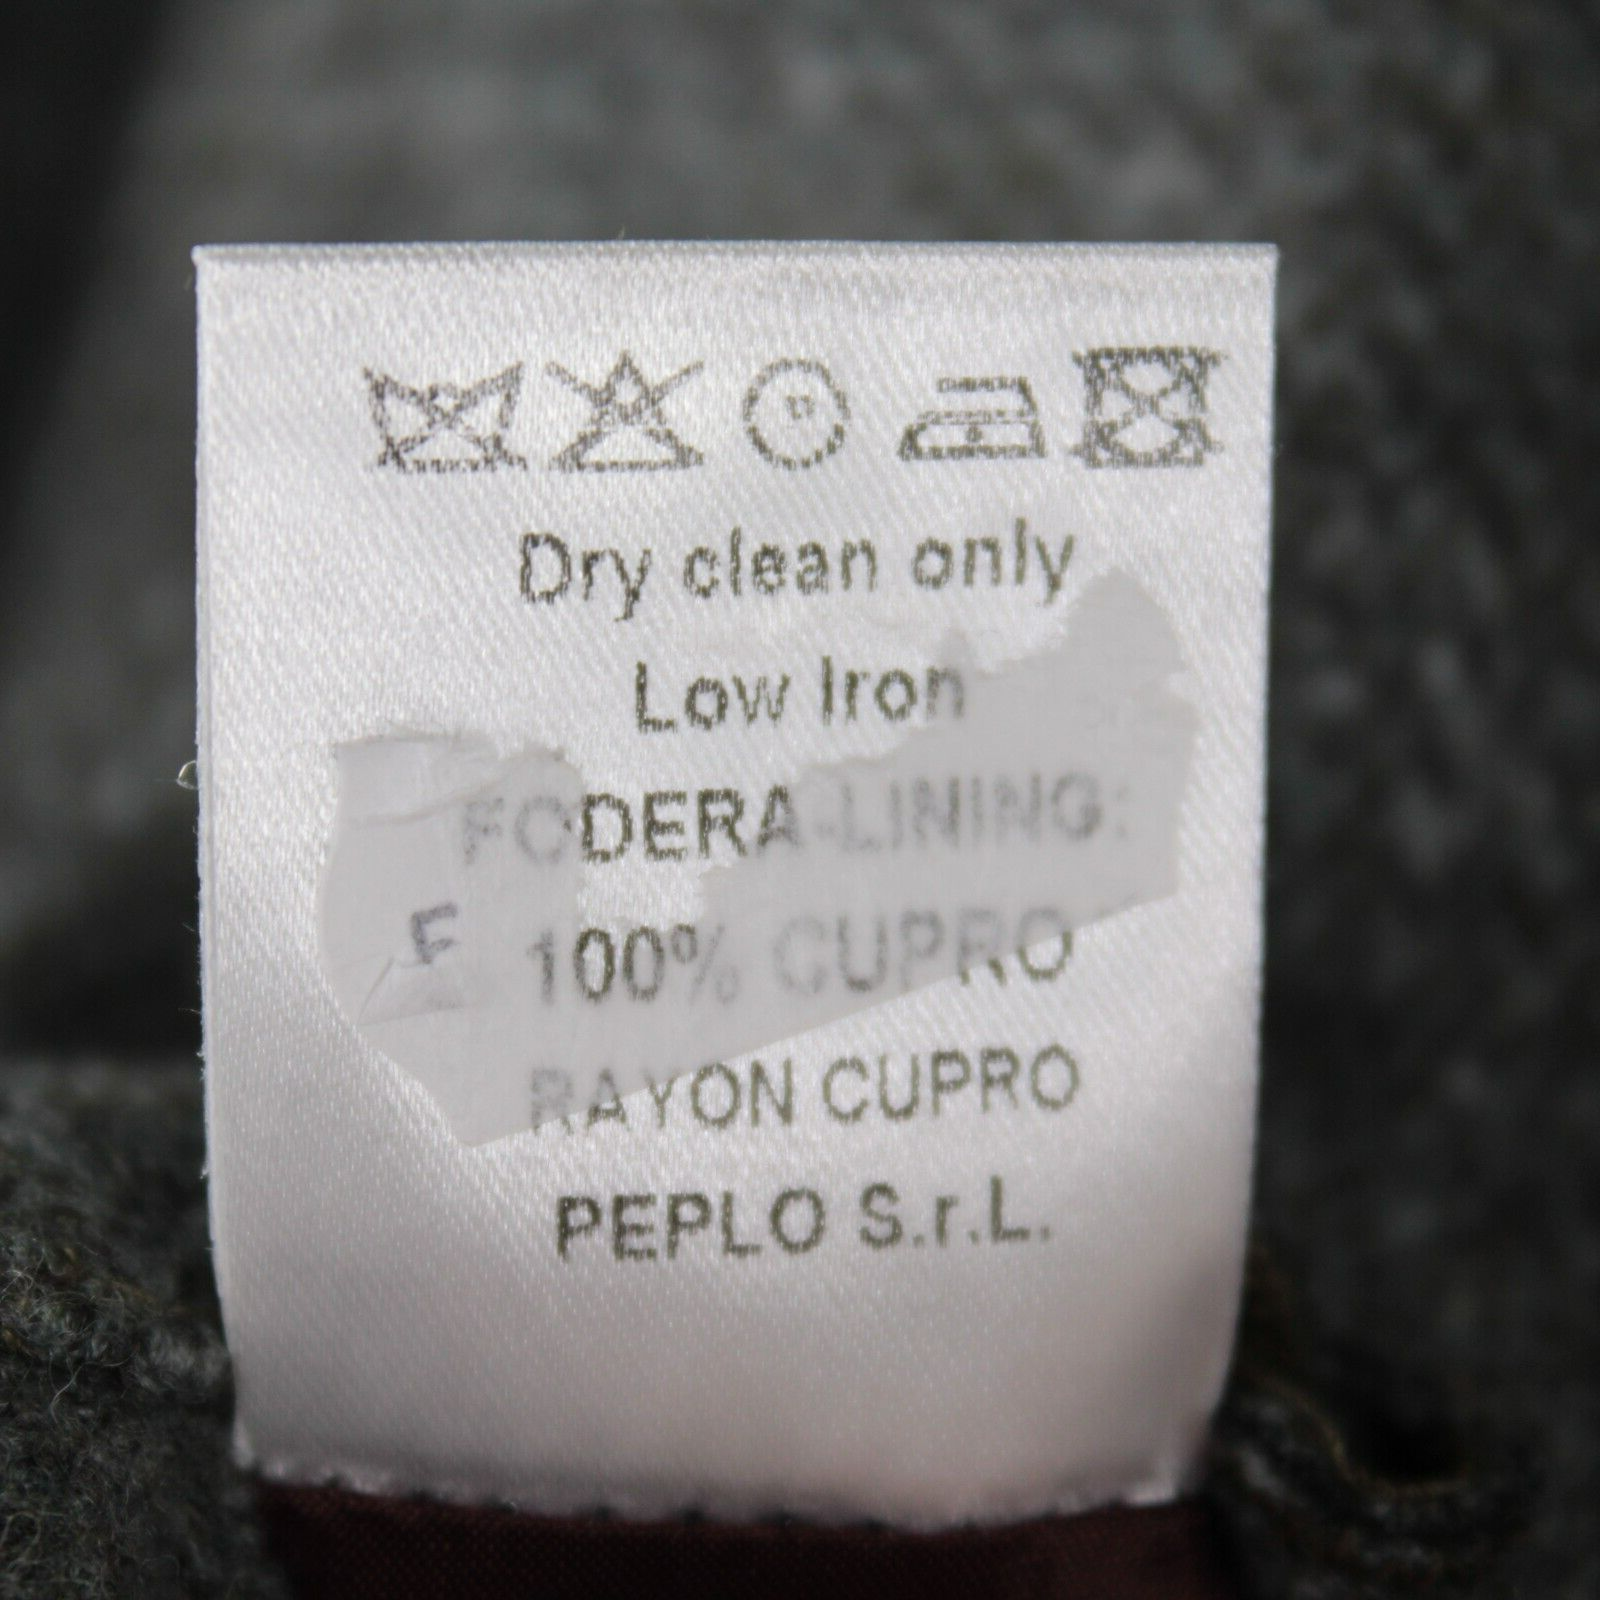 Dry clean only
Low Iron
FODERA-LINING:
E
100% CUPRO
RAYON CUPRO
PEPLO S.r.L.